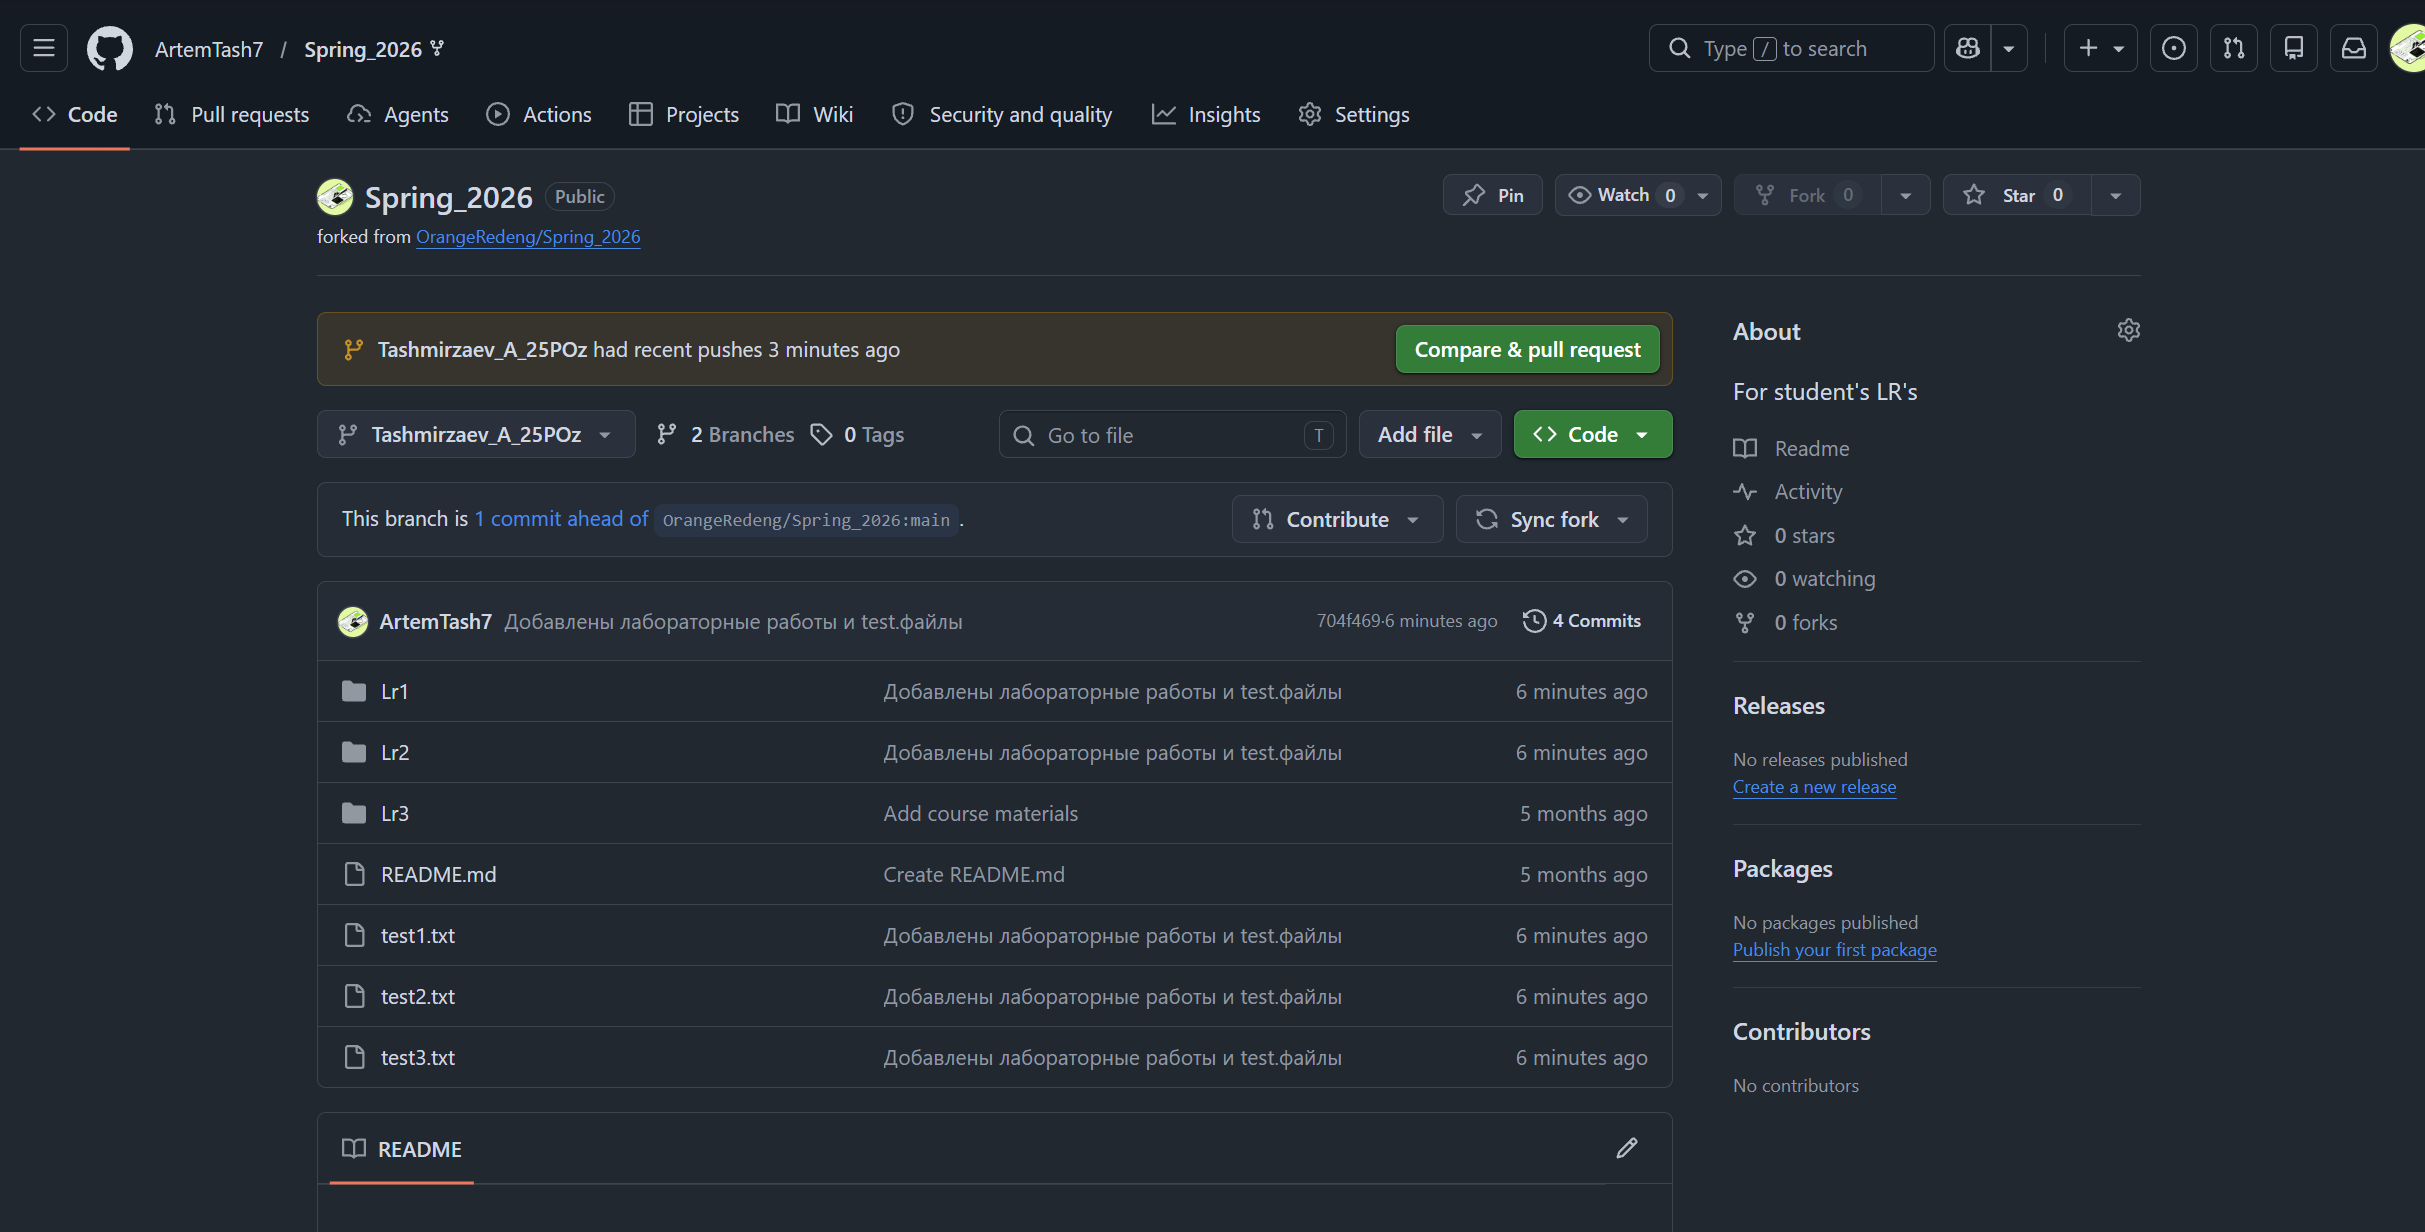 ArtemTash7 / Spring_2026
Type / to search
Code Pull requests Agents Actions Projects Wiki Security and quality Insights Settings
Spring_2026 Public
Pin Watch 0 Fork 0 Star 0
forked from OrangeRedeng/Spring_2026
Tashmirzaev_A_25POz had recent pushes 3 minutes ago
Compare & pull request
Tashmirzaev_A_25POz 2 Branches 0 Tags
Go to file T
Add file
Code
This branch is 1 commit ahead of OrangeRedeng/Spring_2026:main .
Contribute Sync fork
ArtemTash7 Добавлены лабораторные работы и test.файлы 704f469·6 minutes ago 4 Commits
Lr1 Добавлены лабораторные работы и test.файлы 6 minutes ago
Lr2 Добавлены лабораторные работы и test.файлы 6 minutes ago
Lr3 Add course materials 5 months ago
README.md Create README.md 5 months ago
test1.txt Добавлены лабораторные работы и test.файлы 6 minutes ago
test2.txt Добавлены лабораторные работы и test.файлы 6 minutes ago
test3.txt Добавлены лабораторные работы и test.файлы 6 minutes ago
README
About
For student's LR's
Readme
Activity
0 stars
0 watching
0 forks
Releases
No releases published
Create a new release
Packages
No packages published
Publish your first package
Contributors
No contributors